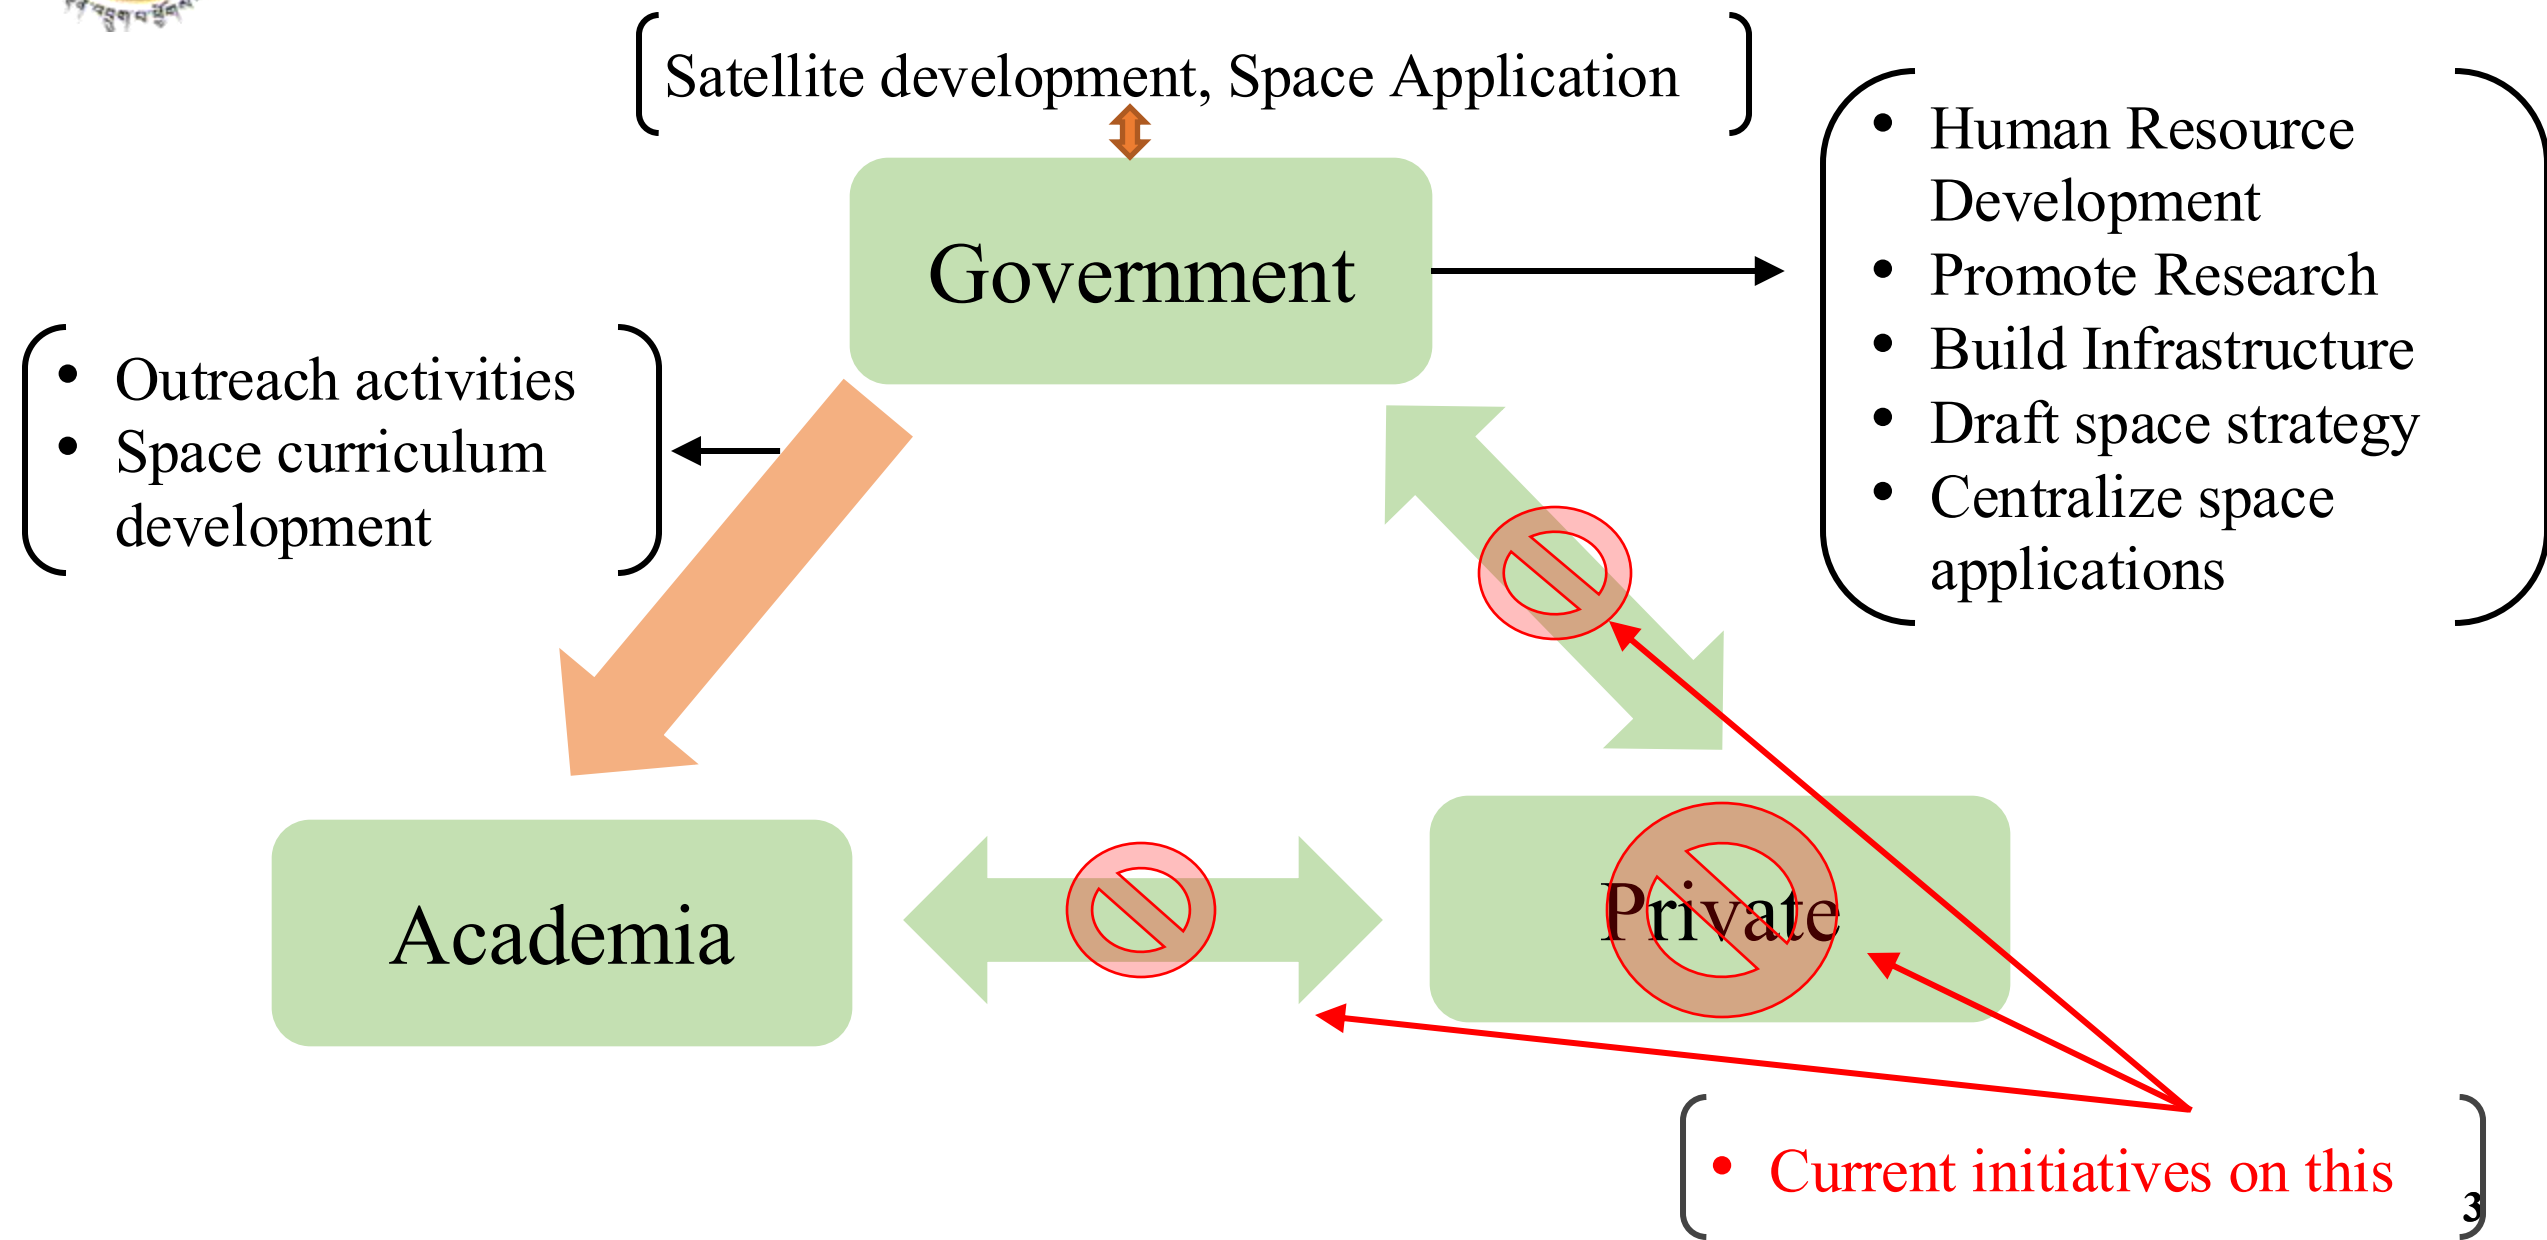 Satellite development, Space Application
Government
• Human Resource
Development
• Promote Research
• Build Infrastructure
• Draft space strategy
• Centralize space
applications
• Outreach activities
• Space curriculum
development
Academia
Private
• Current initiatives on this
3